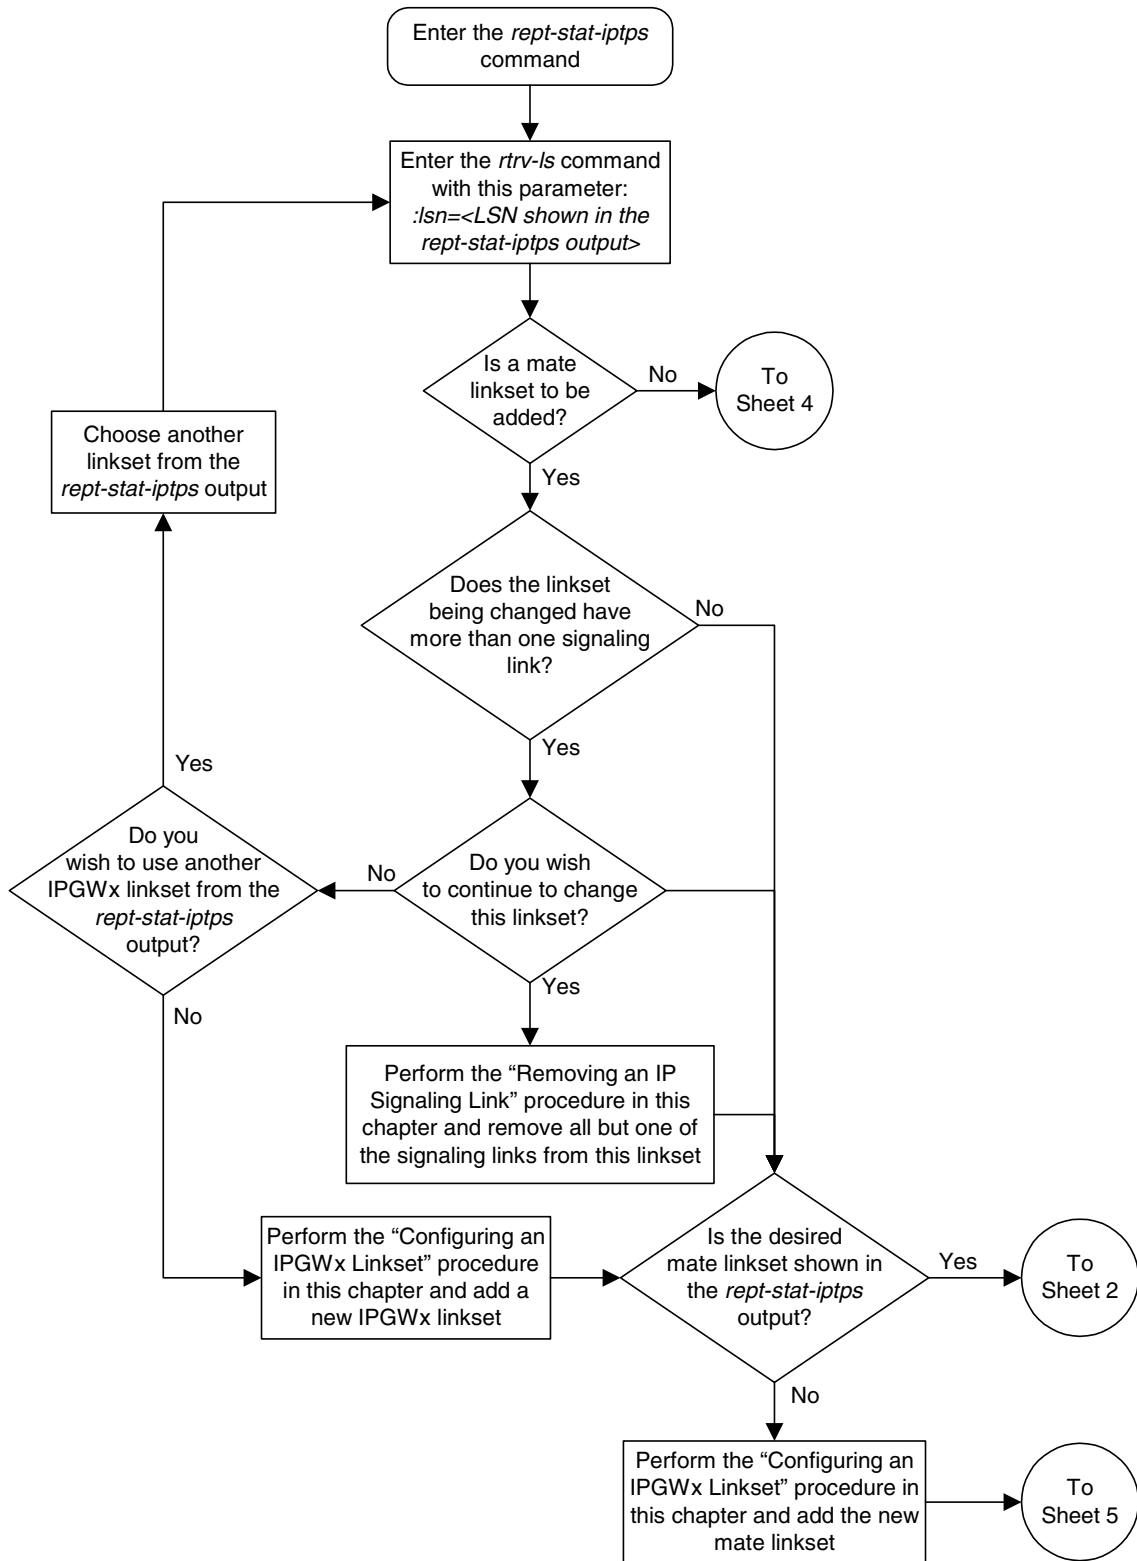 Enter the rept-stat-iptps
command
Enter the rtrv-ls command
with this parameter:
:lsn=<LSN shown in the
rept-stat-iptps output>
Is a mate
linkset to be
added?
No
To
Sheet 4
Yes
Choose another
linkset from the
rept-stat-iptps output
Does the linkset
being changed have
more than one signaling
link?
No
Yes
Yes
Do you
wish to use another
IPGWx linkset from the
rept-stat-iptps
output?
No
Do you wish
to continue to change
this linkset?
Yes
No
Perform the “Removing an IP
Signaling Link” procedure in this
chapter and remove all but one of
the signaling links from this linkset
Perform the “Configuring an
IPGWx Linkset” procedure
in this chapter and add a
new IPGWx linkset
Is the desired
mate linkset shown in
the rept-stat-iptps
output?
Yes
To
Sheet 2
No
Perform the “Configuring an
IPGWx Linkset” procedure in
this chapter and add the new
mate linkset
To
Sheet 5